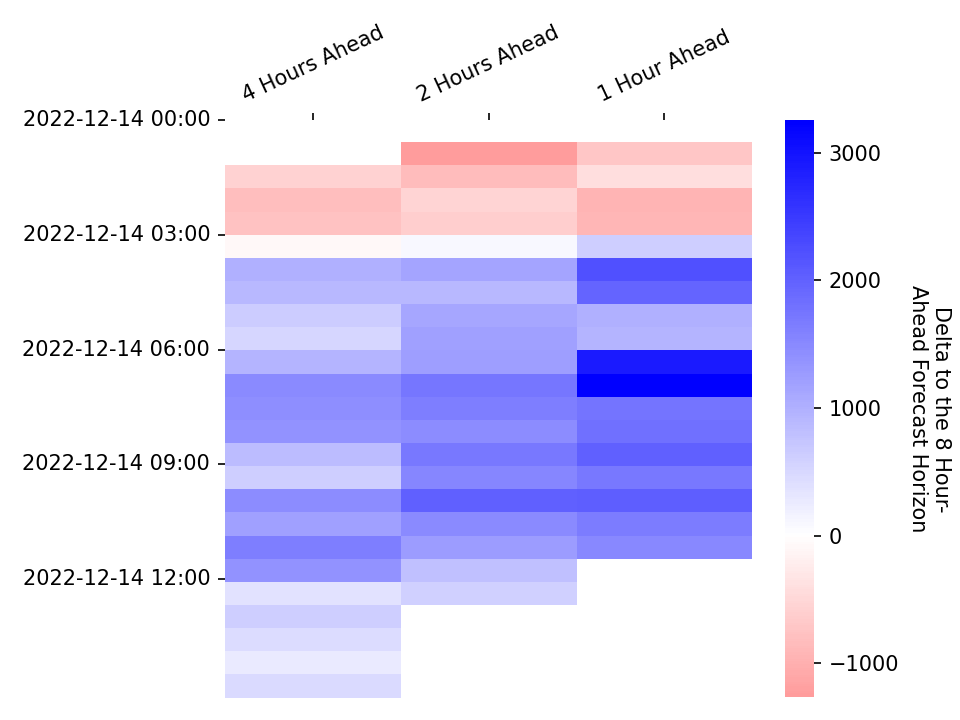 4 Hours Ahead
2 Hours Ahead
1 Hour Ahead
2022-12-14 00:00
2022-12-14 03:00
2022-12-14 06:00
2022-12-14 09:00
2022-12-14 12:00
3000
2000
1000
0
−1000
Delta to the 8 Hour-
Ahead Forecast Horizon